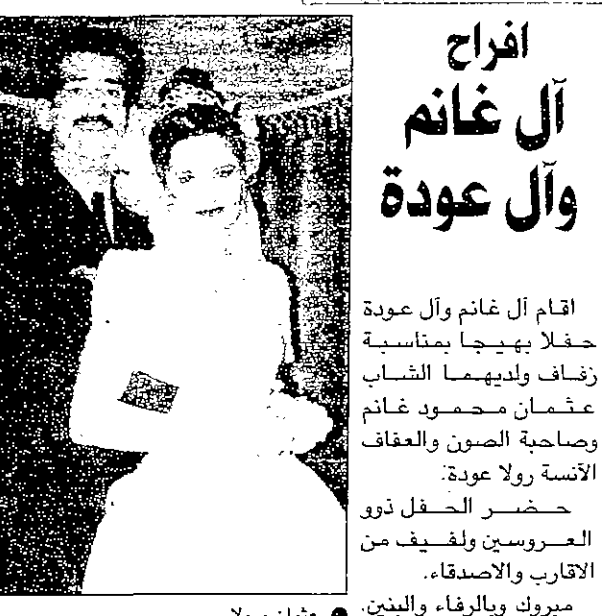 افراح
آل غانم
وآل عودة
اقام آل غانم وآل عودة
حفلا بهيجا بمناسبة
زفاف ولديهما الشاب
عثمان محمود غانم
وصاحبة الصون والعفاف
الآنسة رولا عودة.
حضر الحفل ذوو
العروسين ولفيف من
الاقارب والاصدقاء.
مبروك وبالرفاء والبنين.